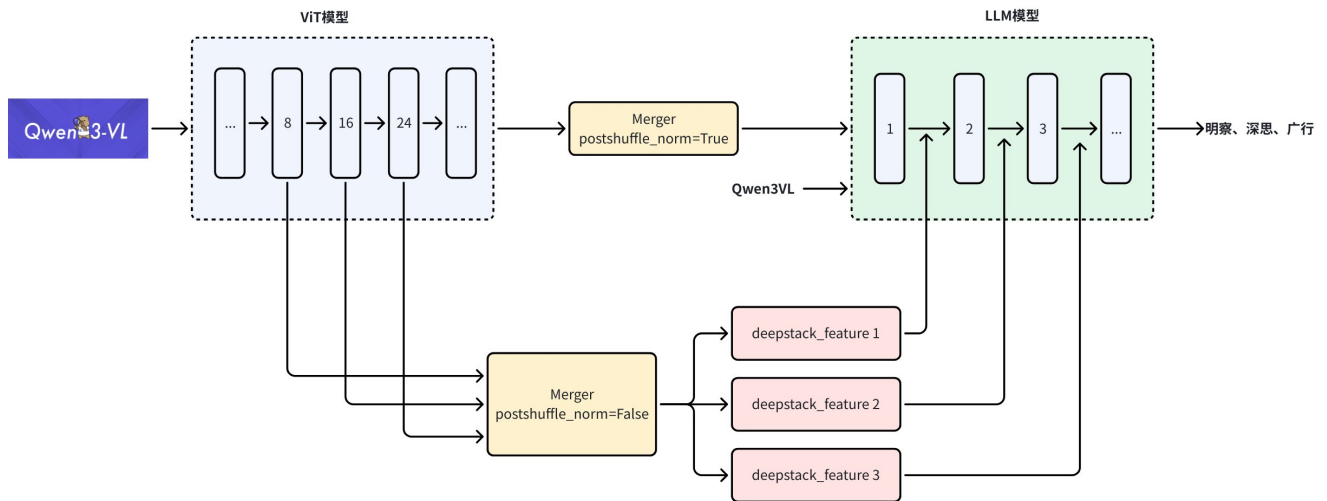 ViT模型
LLM模型
Qwen3-VL
...
8
16
24
...
Merger
postshuffle_norm=True
1
2
3
...
明察、深思、广行
Qwen3VL
Merger
postshuffle_norm=False
deepstack_feature 1
deepstack_feature 2
deepstack_feature 3